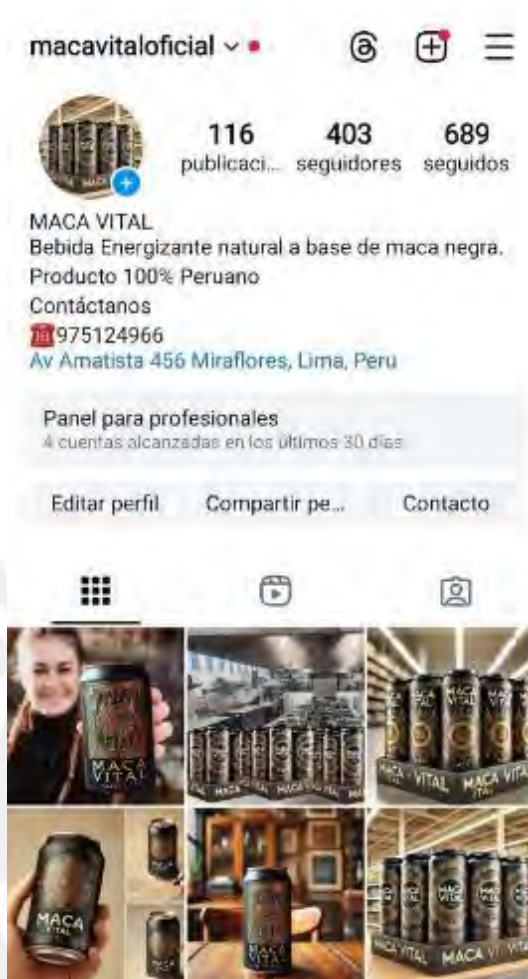 macavitaloficial
116
403
689
publicaci...
seguidores
seguidos
MACA VITAL
Bebida Energizante natural a base de maca negra.
Producto 100% Peruano
Contáctanos
975124966
Av Amatista 456 Miraflores, Lima, Peru
Panel para profesionales
4 cuentas alcanzadas en los últimos 30 días
Editar perfil
Compartir pe...
Contacto
MACA
VITAL
MACA
VITAL
MACA VITAL
MACA
VITAL
MACA VITAL